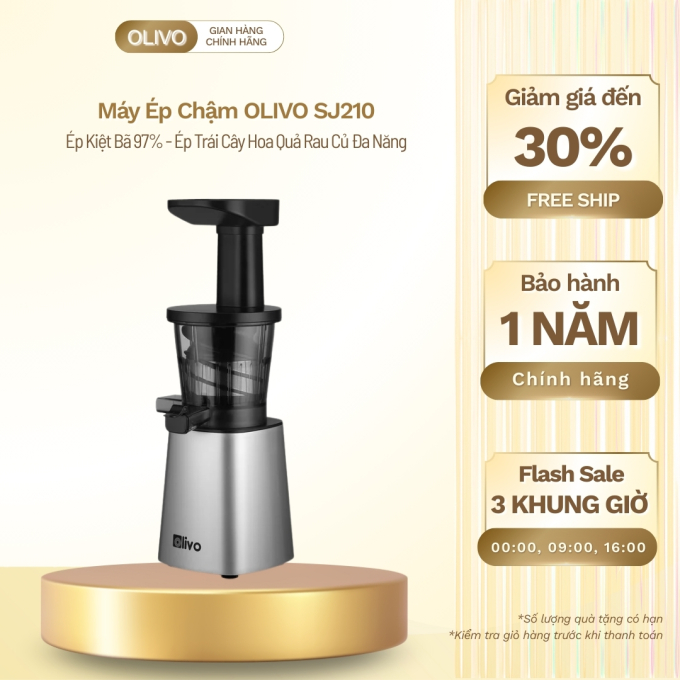 OLIVO
GIAN HÀNG
CHÍNH HÃNG
Máy Ép Chậm OLIVO SJ210
Ép Kiệt Bã 97% - Ép Trái Cây Hoa Quả Rau Củ Đa Năng
Olivo
Giảm giá đến
30%
FREE SHIP
Bảo hành
1 NĂM
Chính hãng
Flash Sale
3 KHUNG GIỜ
00:00, 09:00, 16:00
*Số lượng quà tặng có hạn
*Kiểm tra giỏ hàng trước khi thanh toán